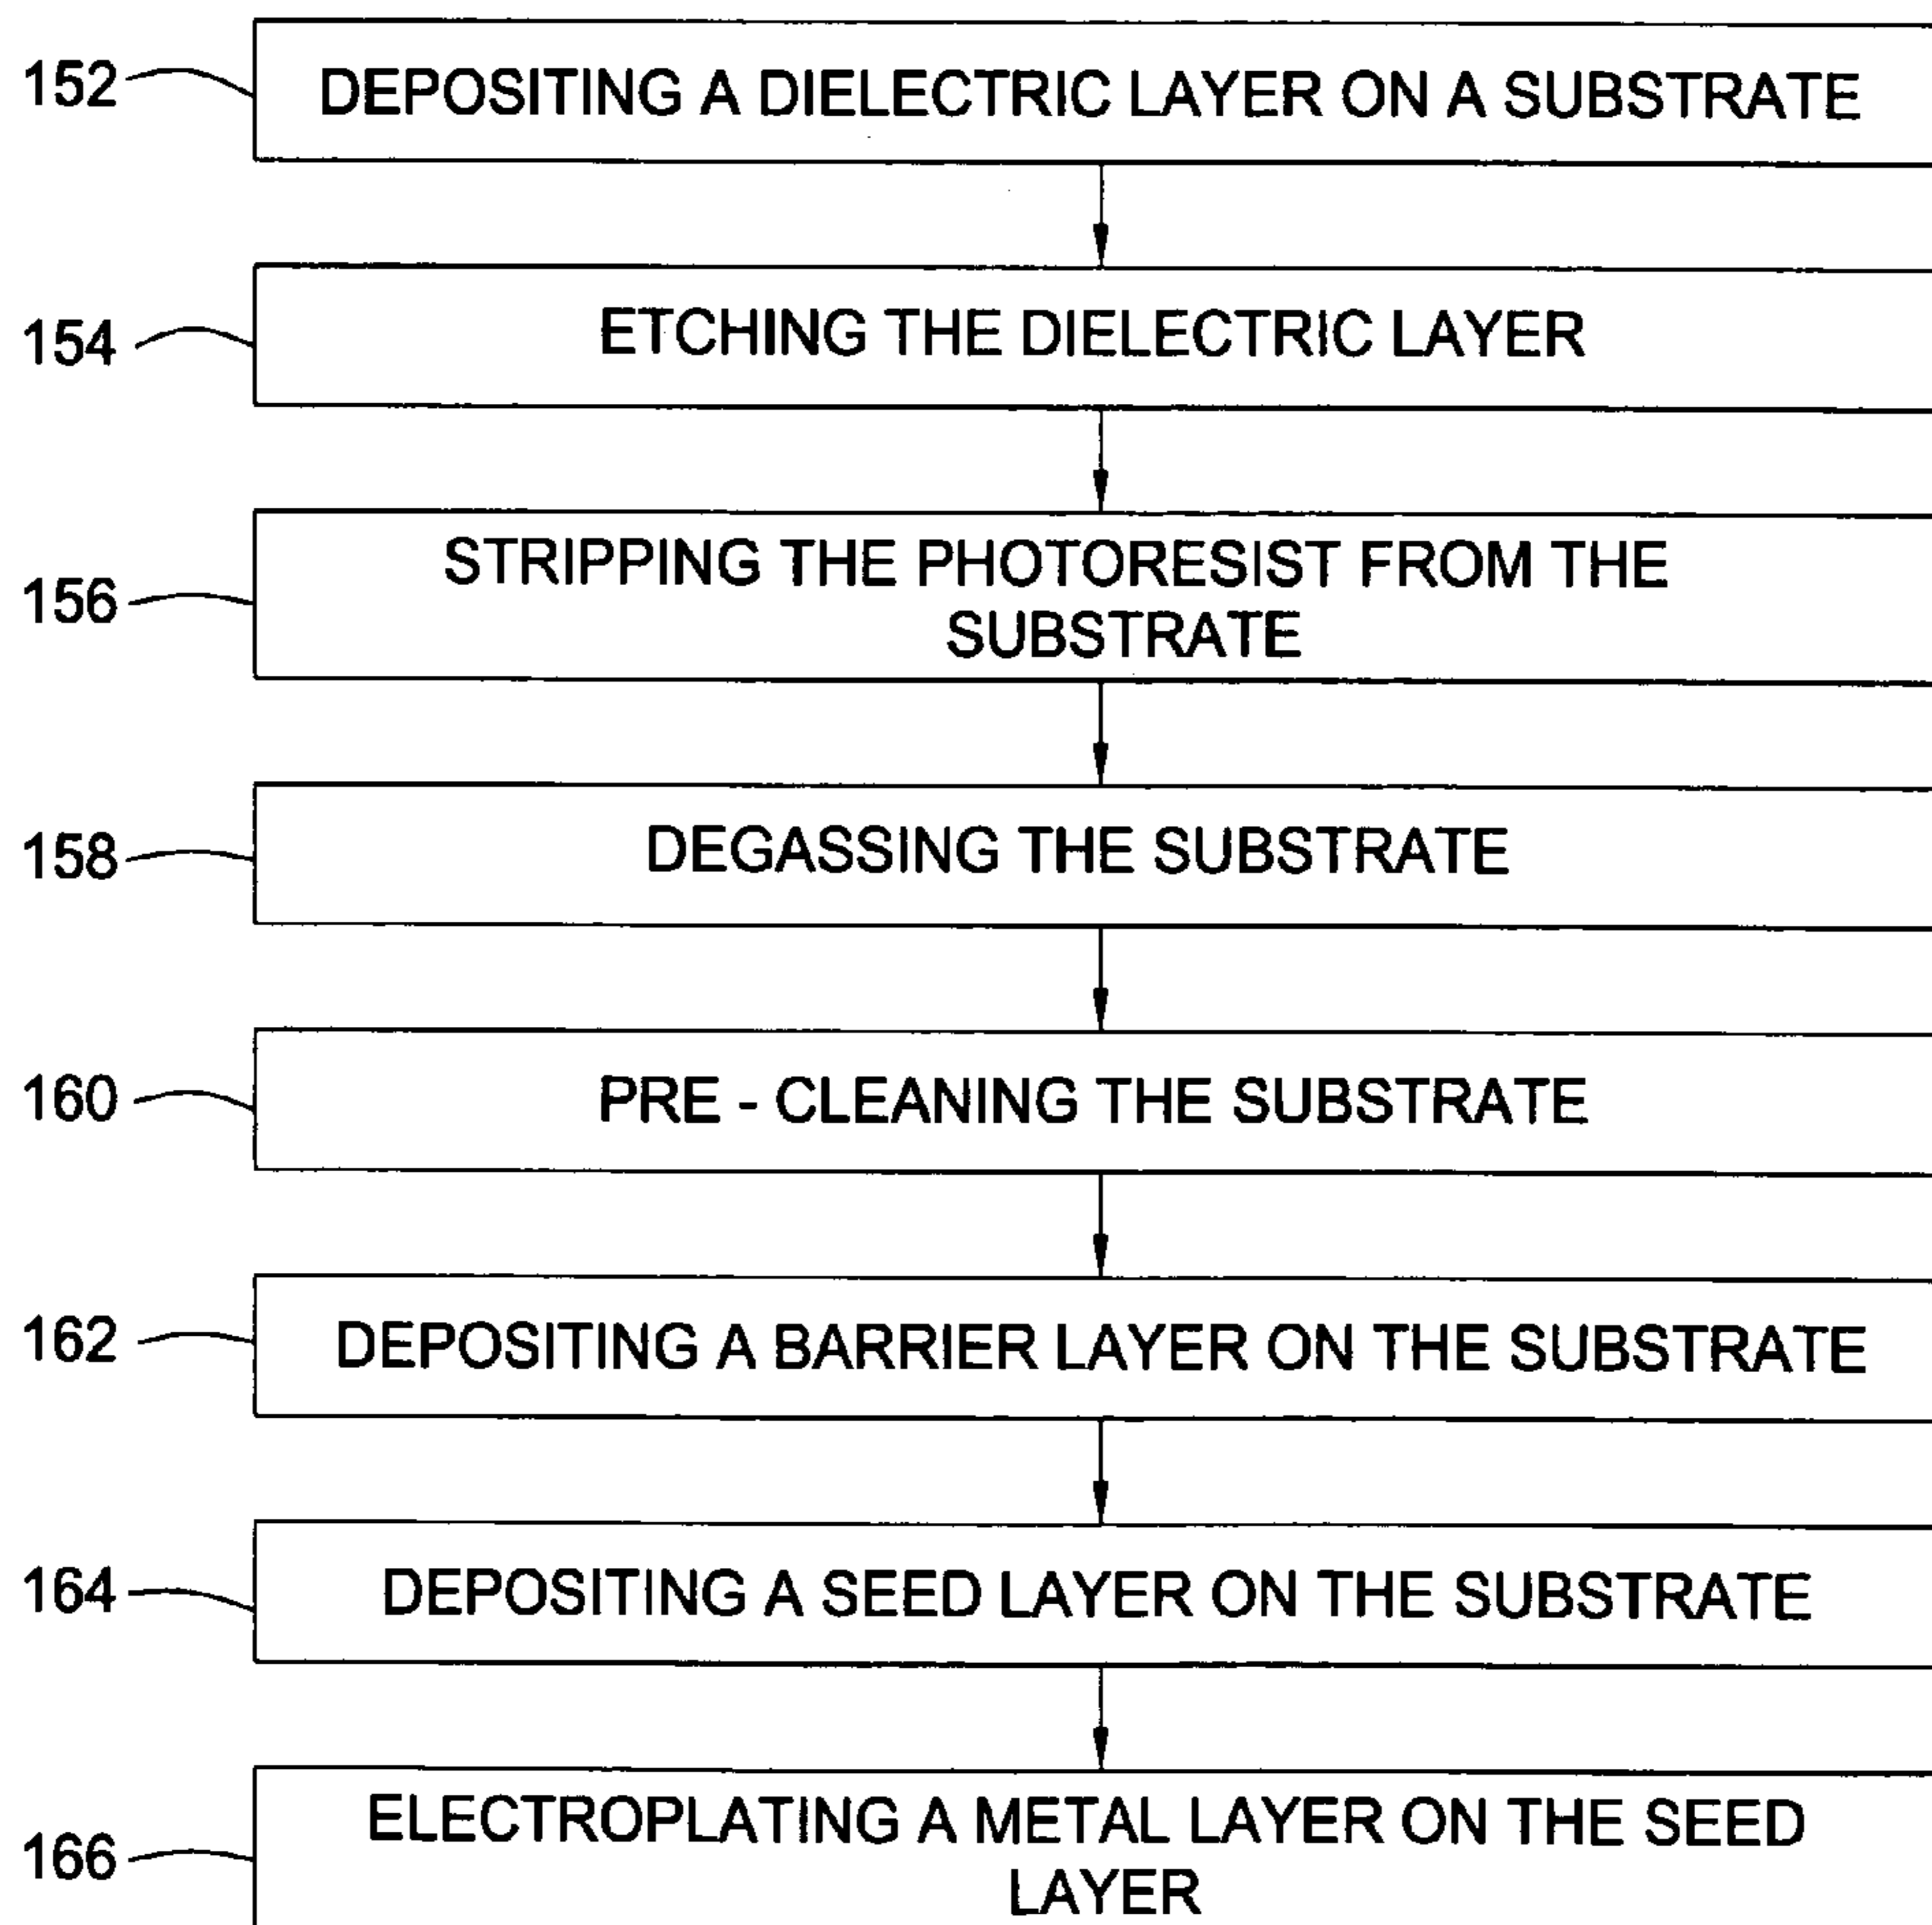 152 DEPOSITING A DIELECTRIC LAYER ON A SUBSTRATE
154 ETCHING THE DIELECTRIC LAYER
STRIPPING THE PHOTORESIST FROM THE
156 SUBSTRATE
158 DEGASSING THE SUBSTRATE
160 PRE - CLEANING THE SUBSTRATE
162 DEPOSITING A BARRIER LAYER ON THE SUBSTRATE
164 DEPOSITING A SEED LAYER ON THE SUBSTRATE
ELECTROPLATING A METAL LAYER ON THE SEED
166 LAYER